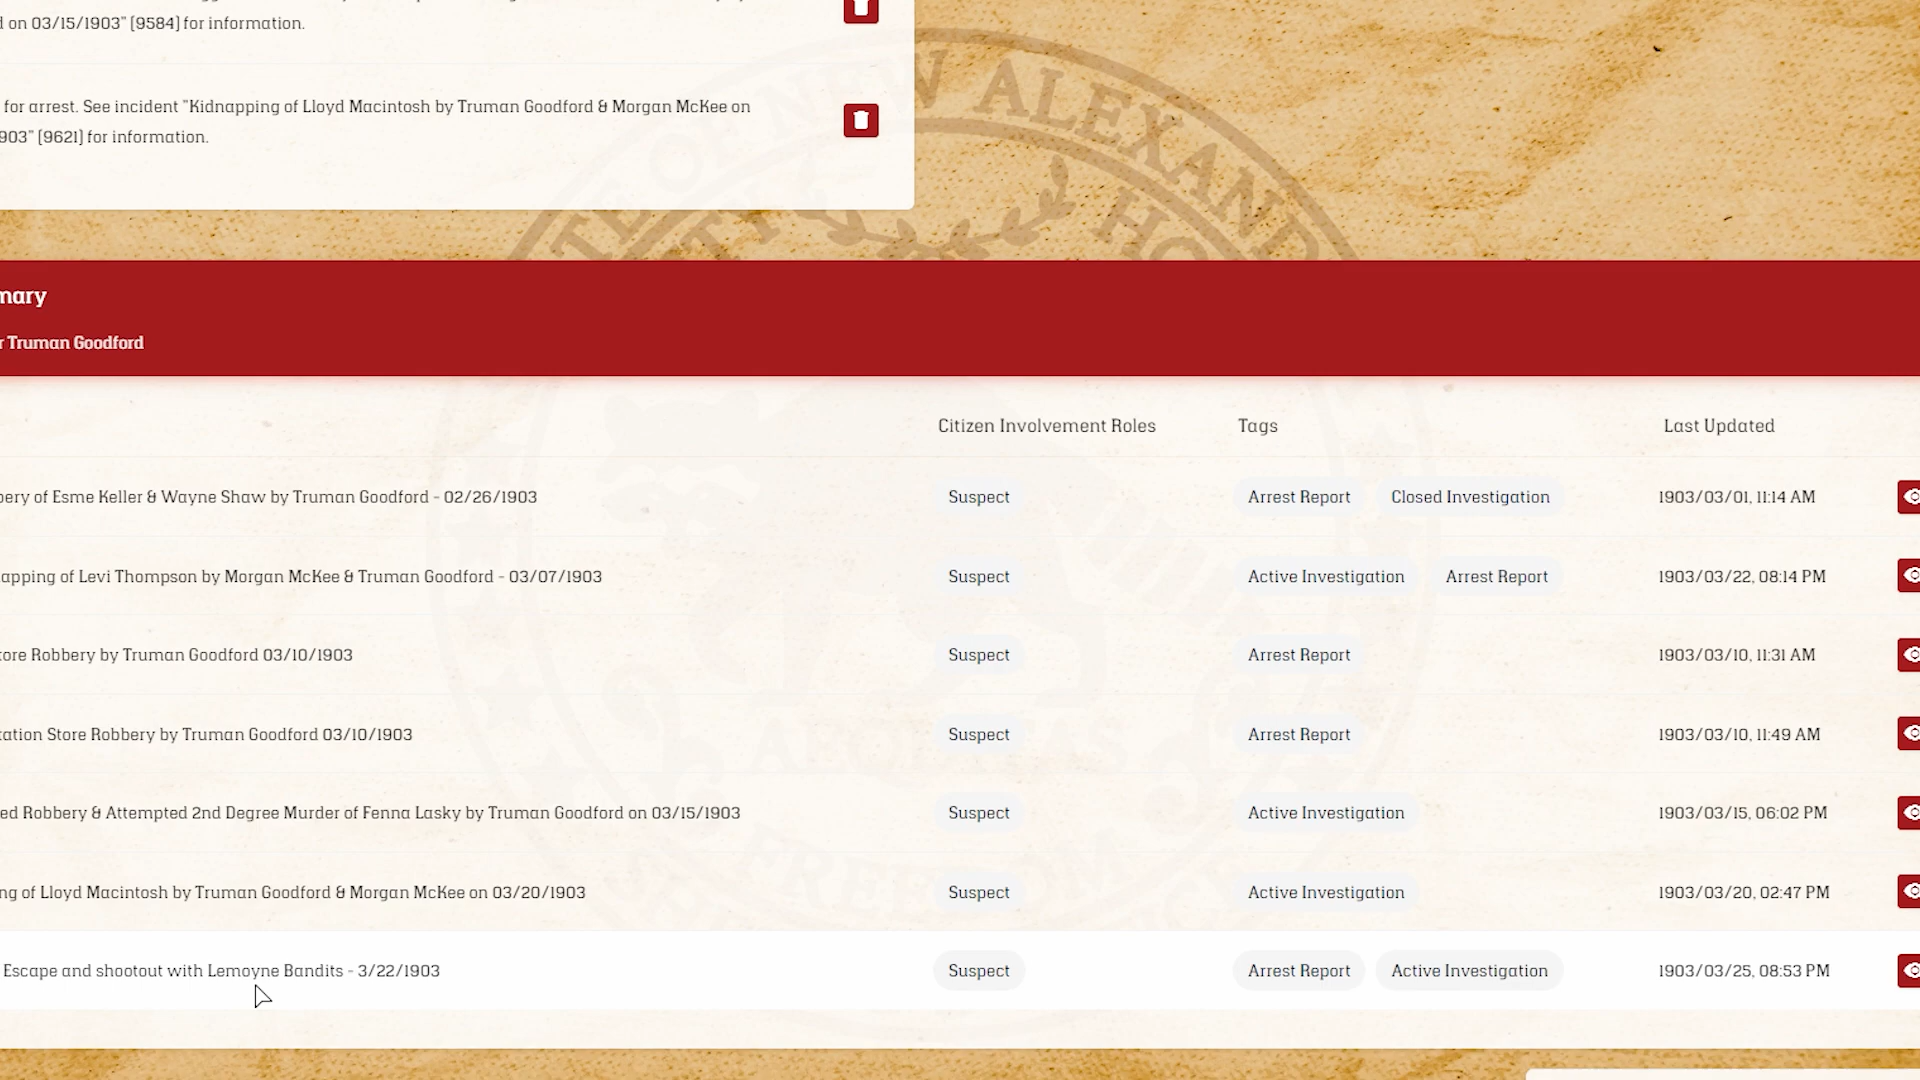 d on 03/15/1903" [9584] for information.
for arrest. See incident "Kidnapping of Lloyd Macintosh by Truman Goodford & Morgan McKee on
903" [9621] for information.
TE OF NEW ALEXAND
mary
r Truman Goodford
Citizen Involvement Roles Tags Last Updated
bery of Esme Keller & Wayne Shaw by Truman Goodford - 02/26/1903 Suspect Arrest Report Closed Investigation 1903/03/01, 11:14 AM
apping of Levi Thompson by Morgan McKee & Truman Goodford - 03/07/1903 Suspect Active Investigation Arrest Report 1903/03/22, 08:14 PM
tore Robbery by Truman Goodford 03/10/1903 Suspect Arrest Report 1903/03/10, 11:31 AM
tation Store Robbery by Truman Goodford 03/10/1903 Suspect Arrest Report 1903/03/10, 11:49 AM
ed Robbery & Attempted 2nd Degree Murder of Fenna Lasky by Truman Goodford on 03/15/1903 Suspect Active Investigation 1903/03/15, 06:02 PM
ng of Lloyd Macintosh by Truman Goodford & Morgan McKee on 03/20/1903 Suspect Active Investigation 1903/03/20, 02:47 PM
Escape and shootout with Lemoyne Bandits - 3/22/1903 Suspect Arrest Report Active Investigation 1903/03/25, 08:53 PM